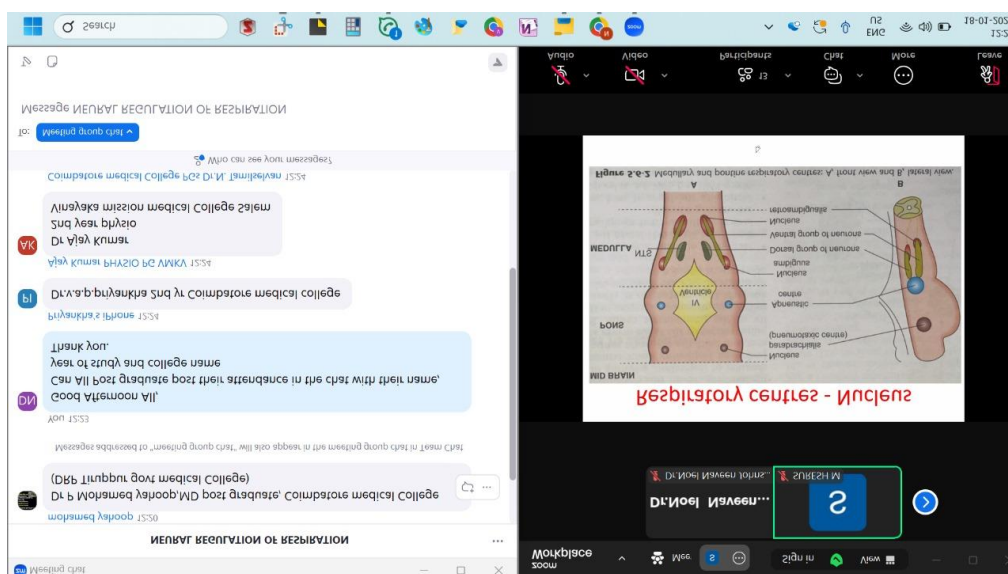 Meeting chat
NEURAL REGULATION OF RESPIRATION
mohamed yahoop 12:20
Dr P Mohamed yahoop,MD post graduate, Coimbatore medical College
(DRP Tiruppur govt medical College)
Messages addressed to "meeting group chat" will also appear in the meeting group chat in Team Chat
You 12:23
DN
Good Afternoon All,
Can All Post graduate post their attendance in the chat with their name,
year of study and college name
Thank you.
Priyankha's iPhone 12:24
PI
Dr.v.a.p.priyankha 2nd yr Coimbatore medical college
Ajay Kumar PHYSIO PG VMKV 12:24
AK
Dr Ajay Kumar
2nd year physio
Vinayaka mission medical College Salem
Coimbatore medical College PGs Dr.N. Tamilselvan 12:24
Who can see your messages?
To: Meeting group chat
Message NEURAL REGULATION OF RESPIRATION
zoom
Workplace
Mee
S
Sign in
View
Dr.Noel Naveen...
Dr.Noel Naveen Johns...
S
SURESH M
Respiratory centres - Nucleus
MID BRAIN
PONS
MEDULLA
NTS
IV
Ventricle
Nucleus
parabrachialis
(pneumotaxic centre)
Apneustic
centre
Nucleus
ambiguus
Dorsal group of neurons
Ventral group of neurons
Nucleus
retroambigualis
A
B
Figure 5.6-2 Medullary and pontine respiratory centres: A, front view and B, lateral view.
Audio
Video
13
Participants
Chat
More
Leave
Search
ENG
US
18-01-202